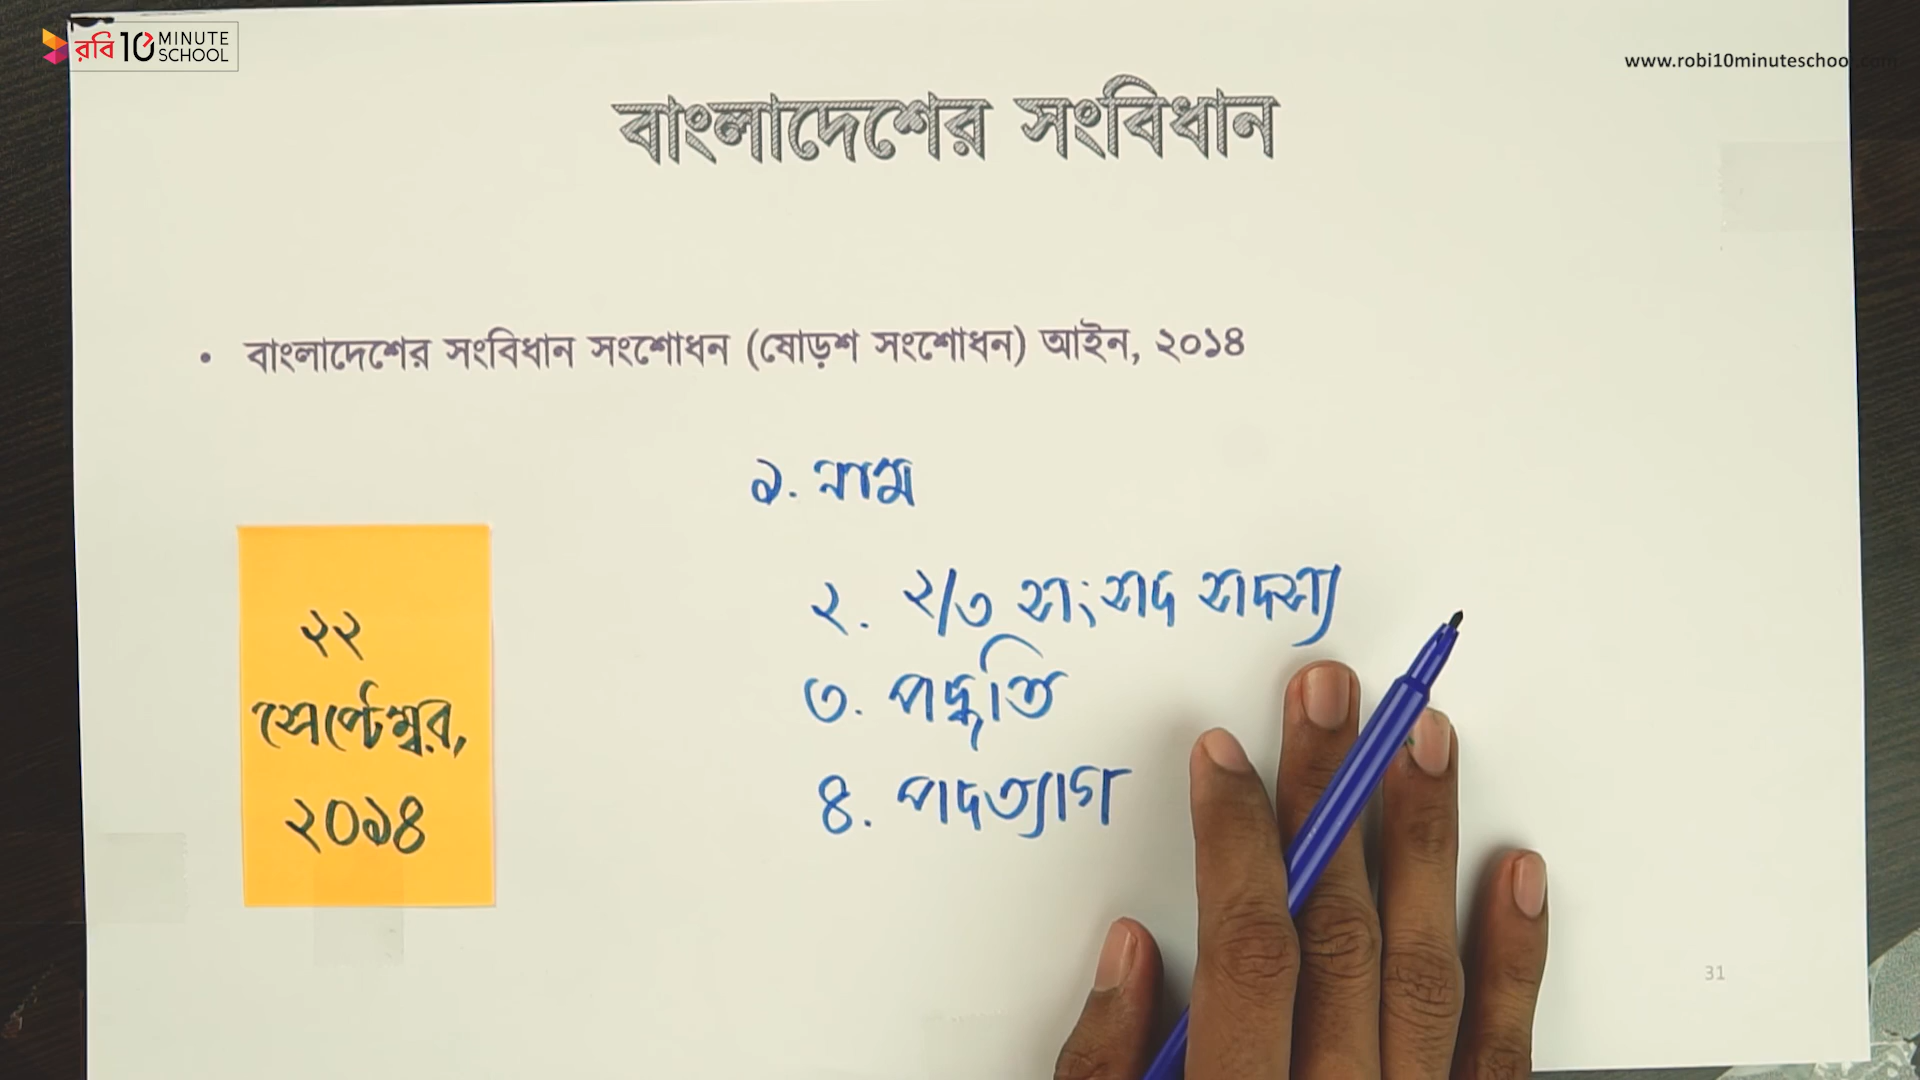 রবি 10 MINUTE SCHOOL
www.robi10minuteschool.com
বাংলাদেশের সংবিধান
• বাংলাদেশের সংবিধান সংশোধন (ষোড়শ সংশোধন) আইন, ২০১৪
১. নাম
২. ২/৩ সংসদ সদস্য
৩. পদ্ধতি
৪. পদত্যাগ
২২
সেপ্টেম্বর,
২০১৪
31